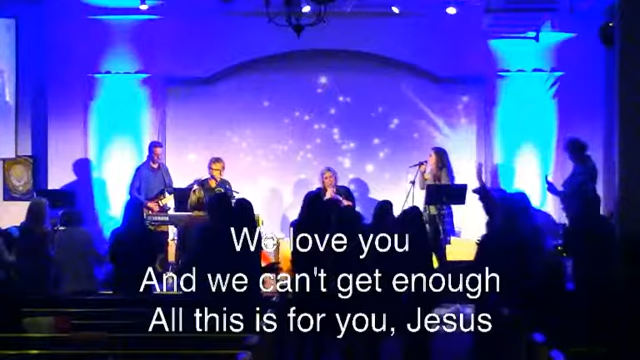 We love you
And we can't get enough
All this is for you, Jesus